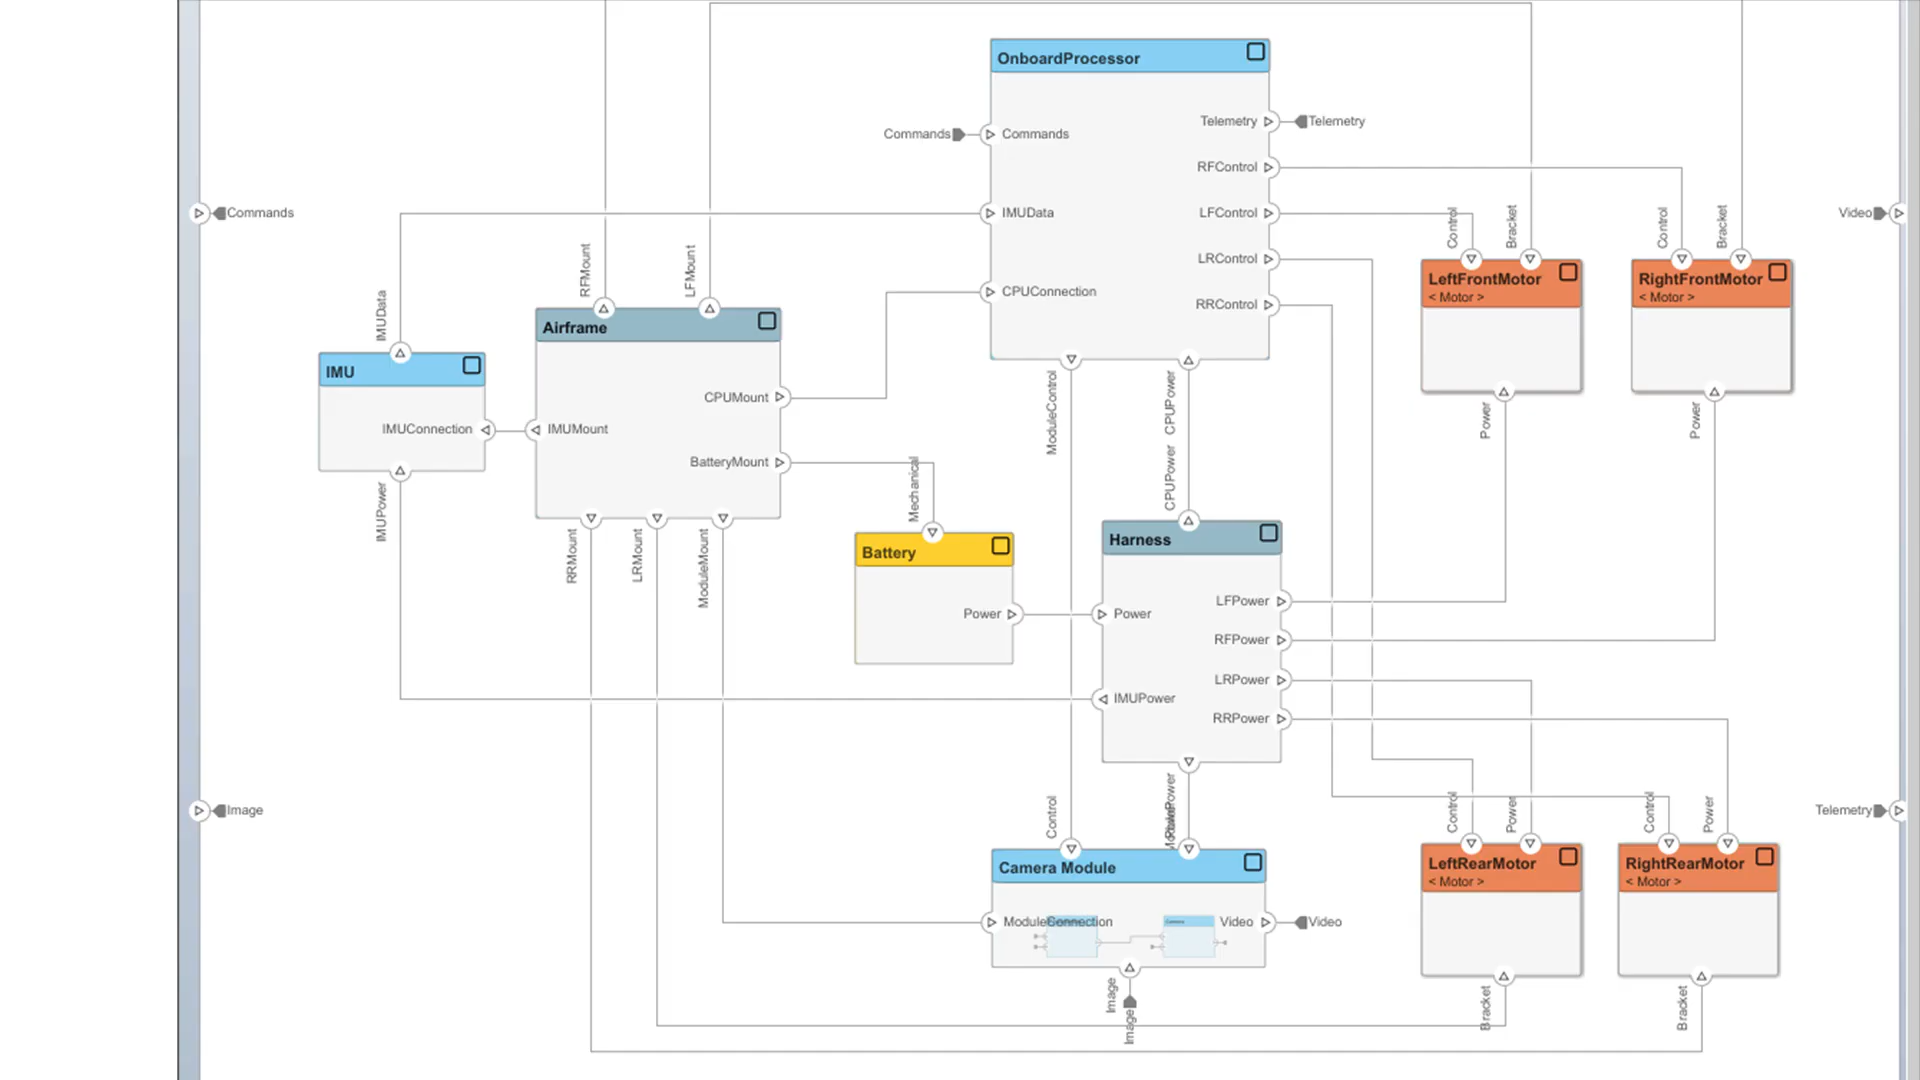 OnboardProcessor
Commands
Commands
Telemetry
Telemetry
RFControl
IMUData
LFControl
LRControl
CPUConnection
RRControl
ModuleControl
CPUPower
Commands
Video
Control
Bracket
LeftFrontMotor
< Motor >
Power
Control
Bracket
RightFrontMotor
< Motor >
Power
IMUData
IMU
IMUConnection
IMUPower
RFMount
LFMount
Airframe
CPUMount
IMUMount
BatteryMount
RRMount
LRMount
ModuleMount
Mechanical
Battery
Power
CPUPower
Harness
LFPower
Power
RFPower
LRPower
IMUPower
RRPower
Image
Telemetry
Control
Power
Camera Module
ModuleConnection
Video
Video
Image
Image
Control
Power
LeftRearMotor
< Motor >
Bracket
Control
Power
RightRearMotor
< Motor >
Bracket